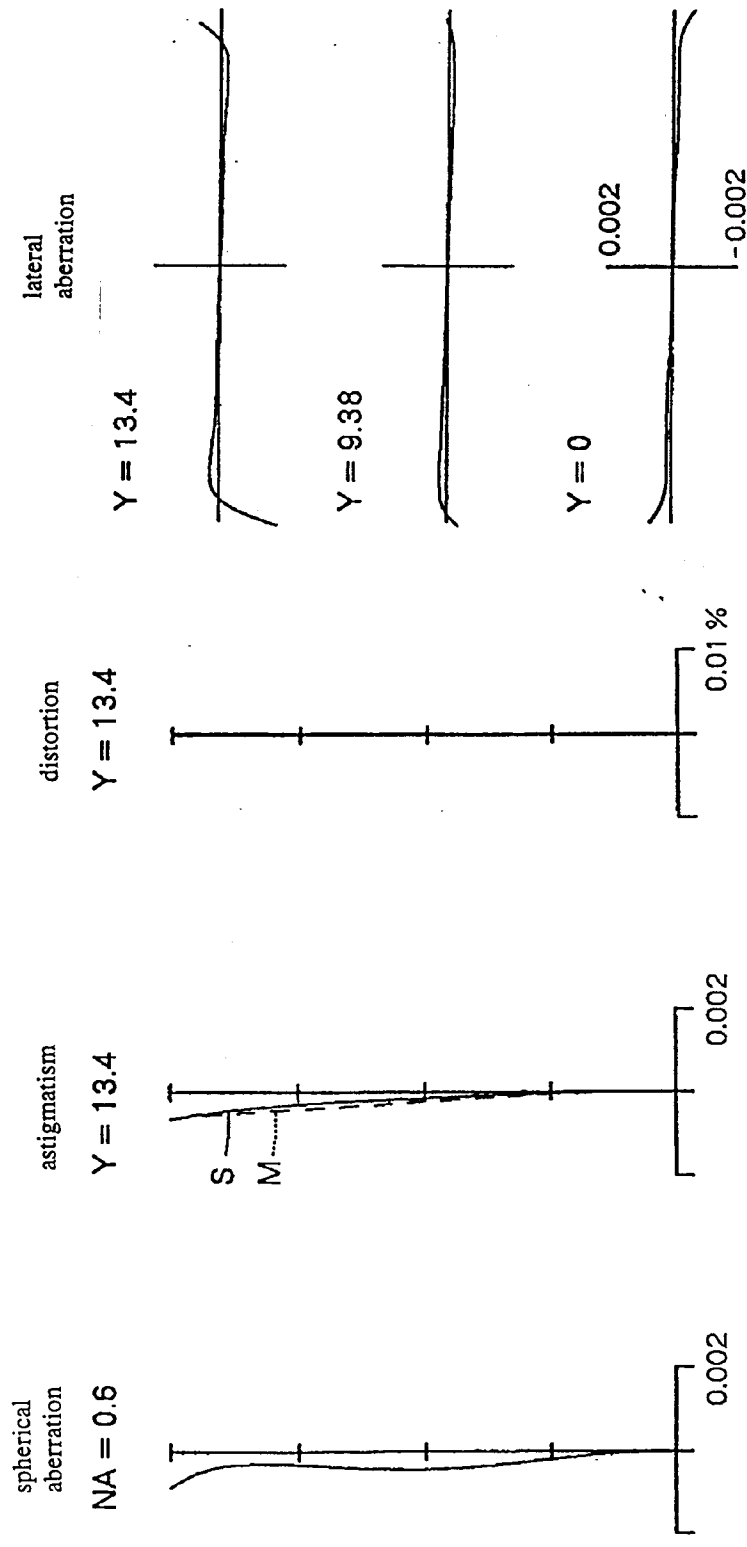 spherical
aberration
NA = 0.6
0.002
astigmatism
Y = 13.4
S
M
0.002
distortion
Y = 13.4
0.01 %
lateral
aberration
Y = 13.4
Y = 9.38
Y = 0
0.002
-0.002